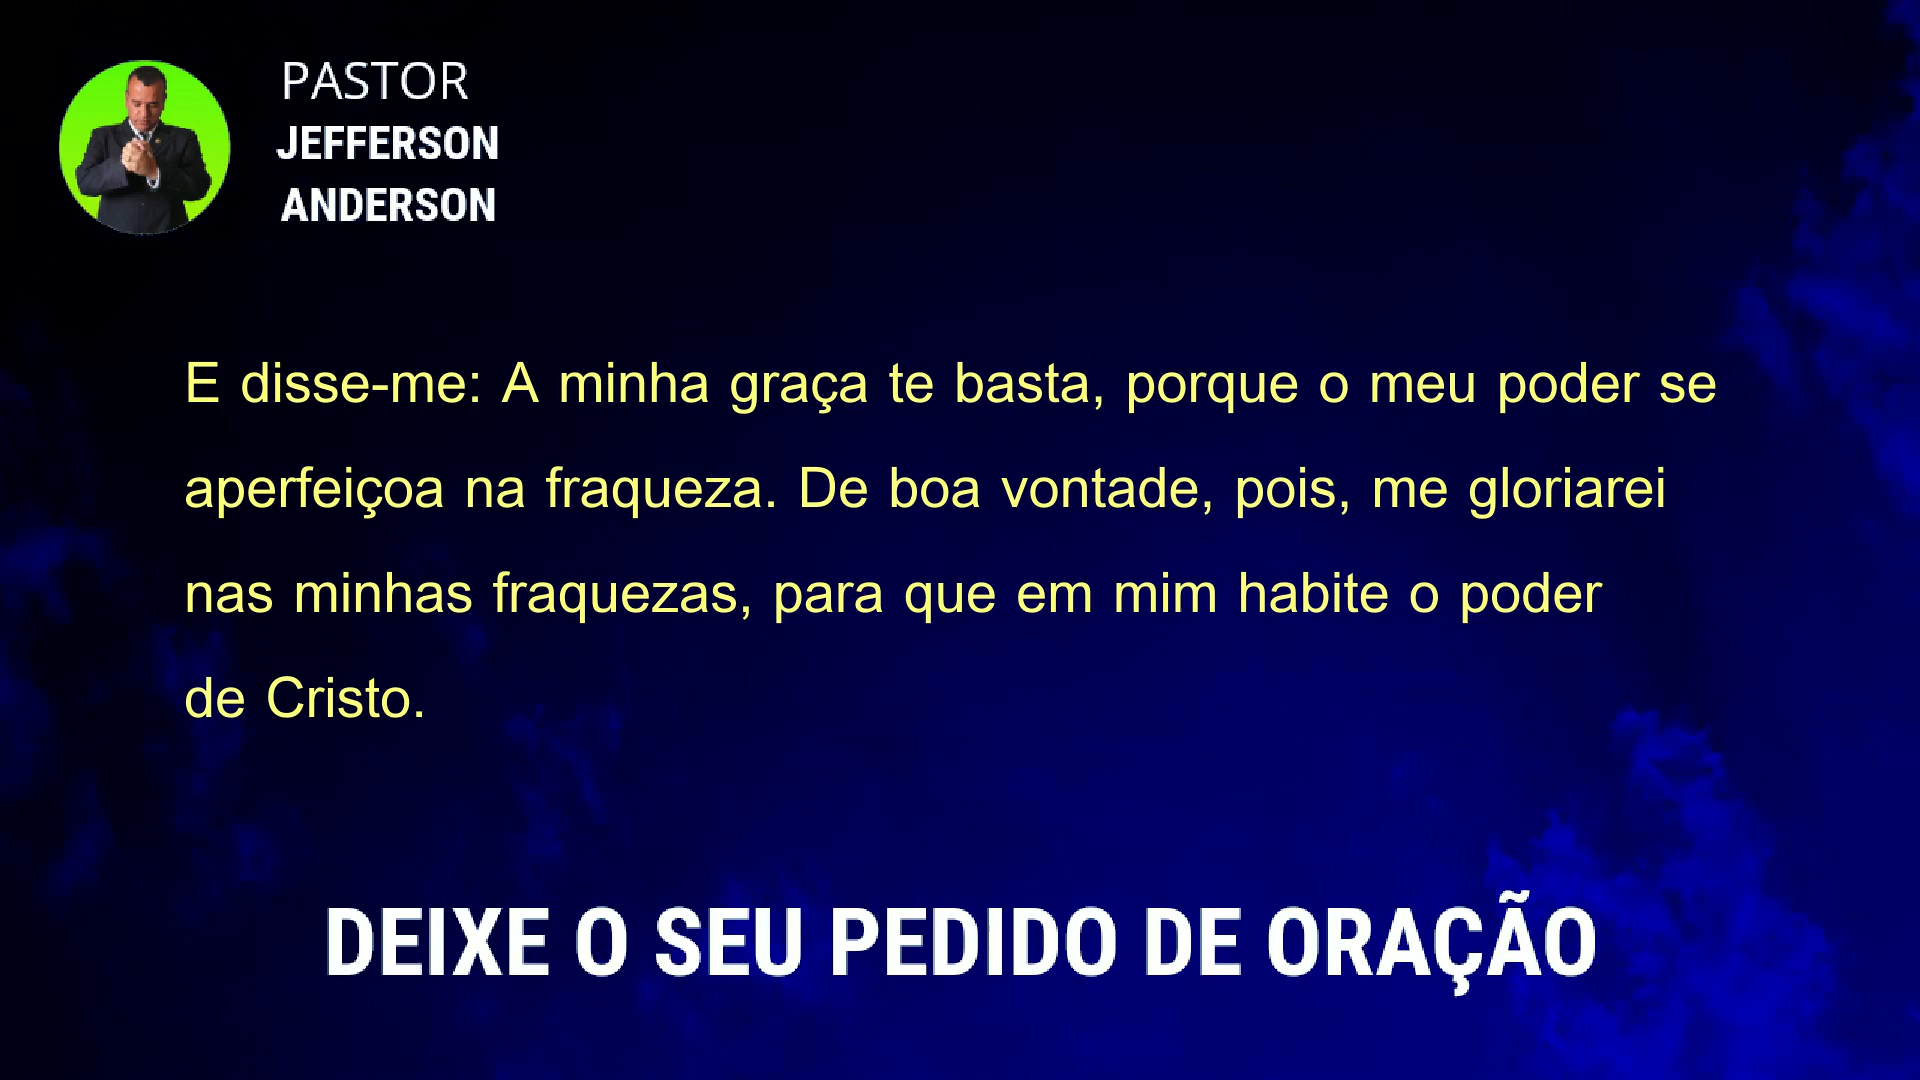 PASTOR
JEFFERSON
ANDERSON
E disse-me: A minha graça te basta, porque o meu poder se
aperfeiçoa na fraqueza. De boa vontade, pois, me gloriarei
nas minhas fraquezas, para que em mim habite o poder
de Cristo.
DEIXE O SEU PEDIDO DE ORAÇÃO